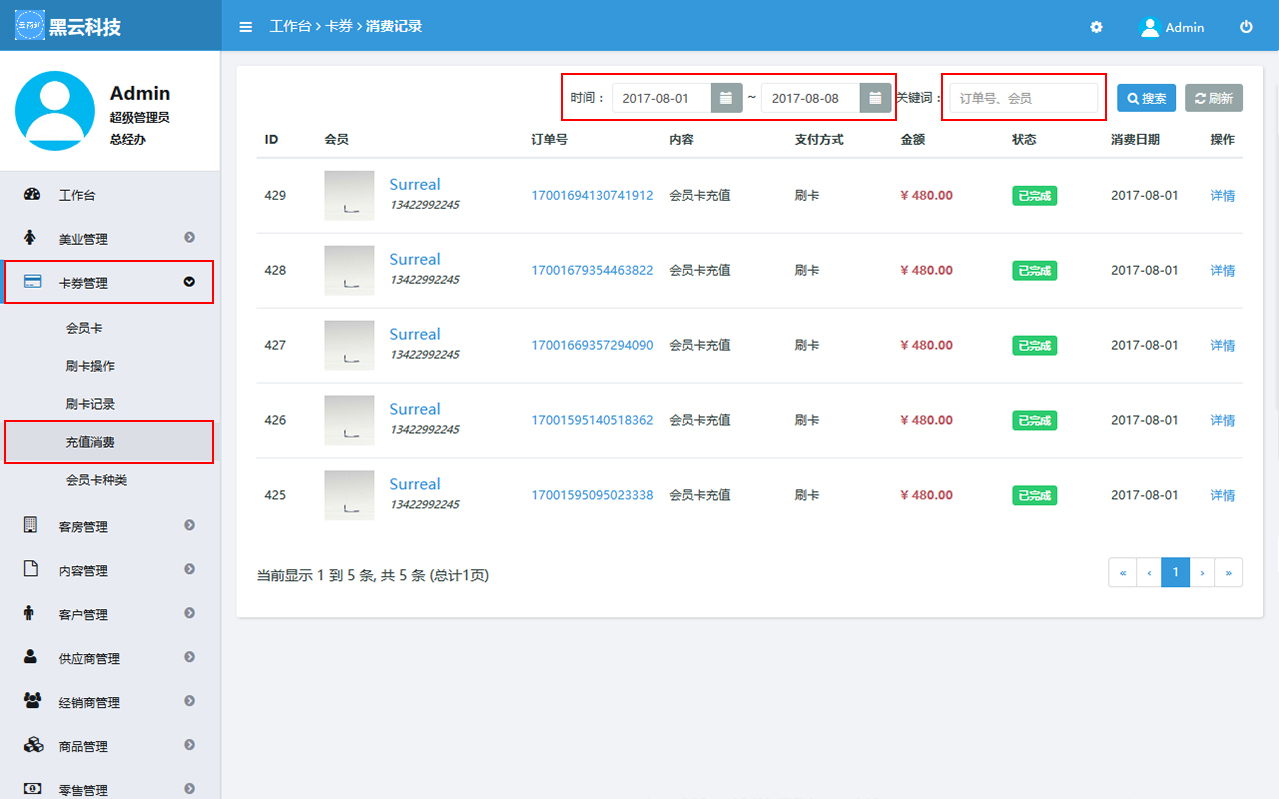 黑云科技
工作台 › 卡券 › 消费记录
Admin
Admin
超级管理员
总经办
工作台
美业管理
卡券管理
会员卡
刷卡操作
刷卡记录
充值消费
会员卡种类
客房管理
内容管理
客户管理
供应商管理
经销商管理
商品管理
零售管理
时间： 2017-08-01 ~ 2017-08-08 关键词： 订单号、会员 搜索 刷新
ID 会员 订单号 内容 支付方式 金额 状态 消费日期 操作
429 Surreal 17001694130741912 会员卡充值 刷卡 ¥ 480.00 已完成 2017-08-01 详情
13422992245
428 Surreal 17001679354463822 会员卡充值 刷卡 ¥ 480.00 已完成 2017-08-01 详情
13422992245
427 Surreal 17001669357294090 会员卡充值 刷卡 ¥ 480.00 已完成 2017-08-01 详情
13422992245
426 Surreal 17001595140518362 会员卡充值 刷卡 ¥ 480.00 已完成 2017-08-01 详情
13422992245
425 Surreal 17001595095023338 会员卡充值 刷卡 ¥ 480.00 已完成 2017-08-01 详情
13422992245
当前显示 1 到 5 条, 共 5 条 (总计1页)
« ‹ 1 › »